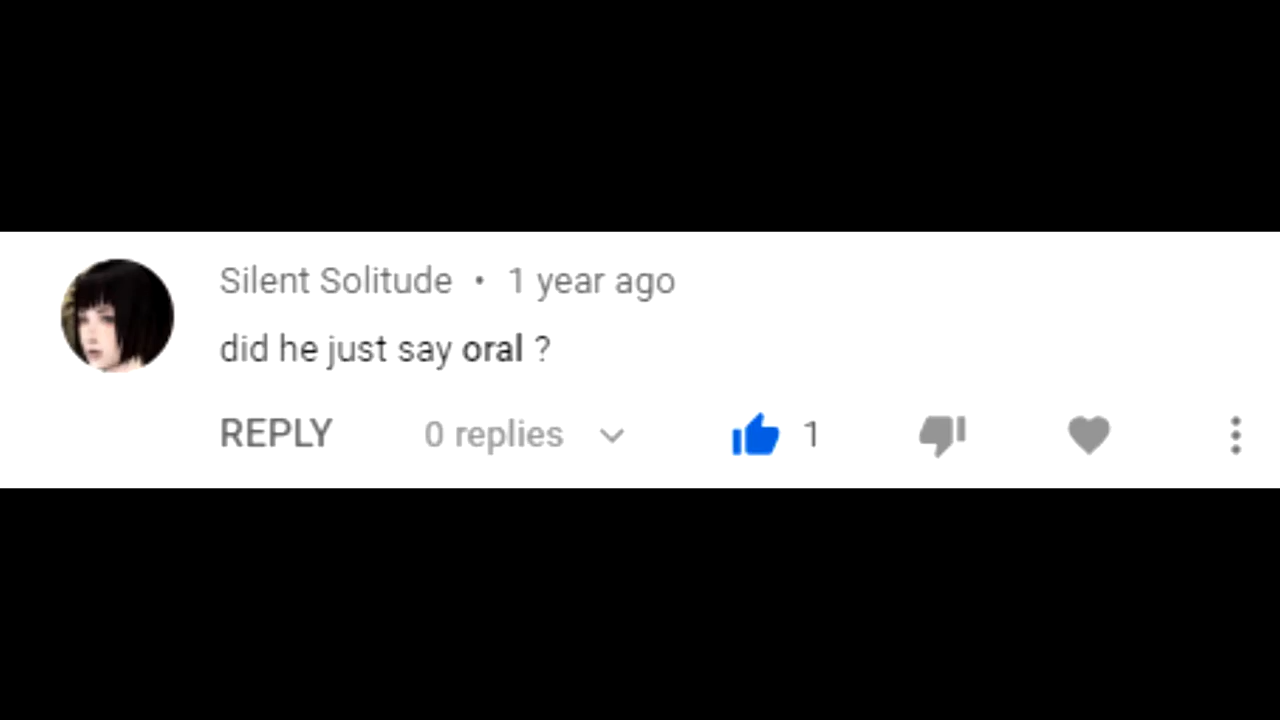 Silent Solitude • 1 year ago
did he just say oral ?
REPLY 0 replies 1